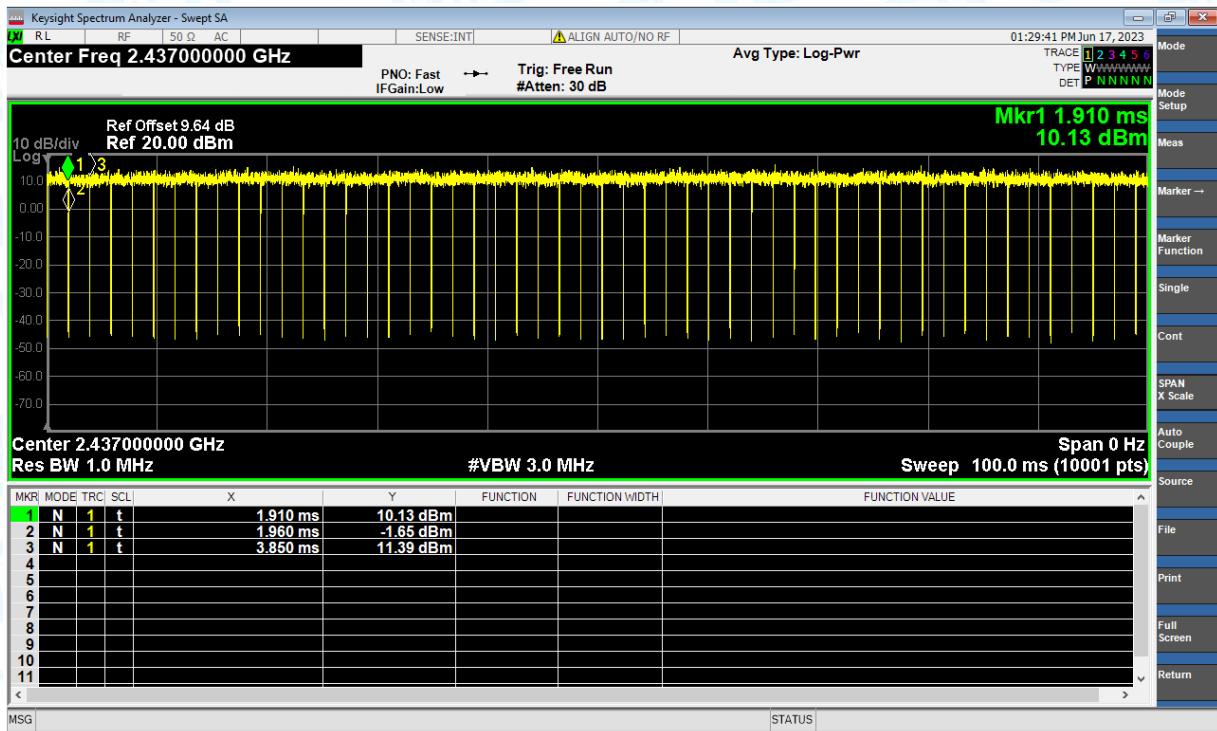 Keysight Spectrum Analyzer - Swept SA
LXI RL RF 50 Ω AC SENSE:INT ALIGN AUTO/NO RF 01:29:41 PM Jun 17, 2023
Center Freq 2.437000000 GHz
Avg Type: Log-Pwr
TRACE 1 2 3 4 5 6
TYPE WWWWWW
DET P N N N N N
PNO: Fast
IFGain:Low
Trig: Free Run
#Atten: 30 dB
Mkr1 1.910 ms
10.13 dBm
Ref Offset 9.64 dB
10 dB/div Ref 20.00 dBm
Log
1
3
2
10.0
0.00
-10.0
-20.0
-30.0
-40.0
-50.0
-60.0
-70.0
Center 2.437000000 GHz Span 0 Hz
Res BW 1.0 MHz #VBW 3.0 MHz Sweep 100.0 ms (10001 pts)
MKR MODE TRC SCL X Y FUNCTION FUNCTION WIDTH FUNCTION VALUE
1 N 1 t 1.910 ms 10.13 dBm
2 N 1 t 1.960 ms -1.65 dBm
3 N 1 t 3.850 ms 11.39 dBm
4
5
6
7
8
9
10
11
MSG STATUS
Mode
Mode
Setup
Meas
Marker →
Marker
Function
Single
Cont
SPAN
X Scale
Auto
Couple
Source
File
Print
Full
Screen
Return